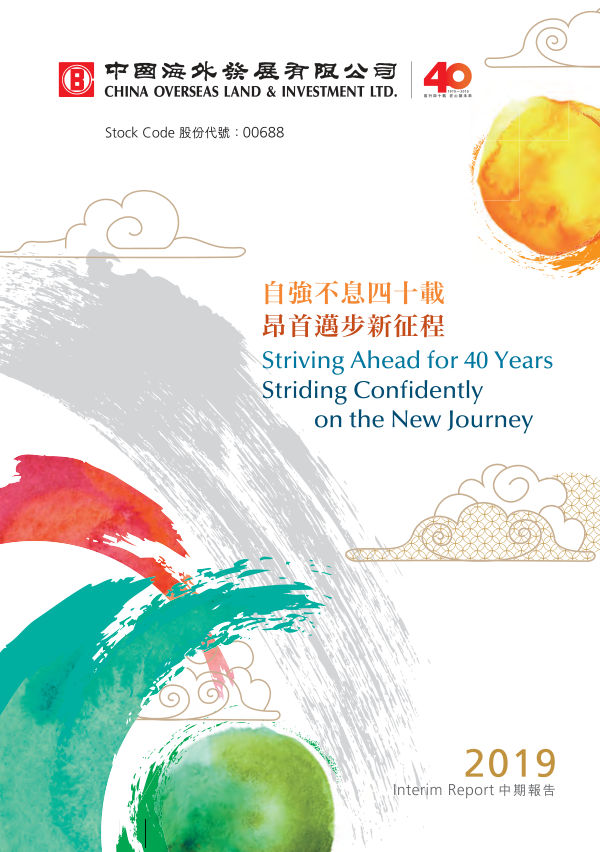 中國海外發展有限公司
CHINA OVERSEAS LAND & INVESTMENT LTD.
40
1979-2019
Stock Code 股份代號：00688
自強不息四十載
昂首邁步新征程
Striving Ahead for 40 Years
Striding Confidently
on the New Journey
2019
Interim Report 中期報告